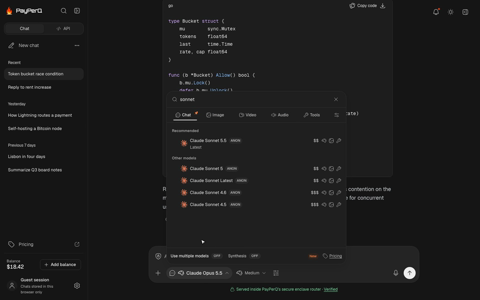 PayPerQ
Chat
API
New chat
Recent
Token bucket race condition
Reply to rent increase
Yesterday
How Lightning routes a payment
Self-hosting a Bitcoin node
Previous 7 days
Lisbon in four days
Summarize Q3 board notes
Pricing
Balance
$18.42
Add balance
Guest session
Chats stored in this browser only
go
Copy code
type Bucket struct {
mu sync.Mutex
tokens float64
last time.Time
rate, cap float64
}
func (b *Bucket) Allow() bool {
b.mu.Lock()
sonnet
Chat
Image
Video
Audio
Tools
Recommended
Claude Sonnet 5.5 ANON $$
Latest
Other models
Claude Sonnet 5 ANON $$
Claude Sonnet Latest ANON $$
Claude Sonnet 4.6 ANON $$$
Claude Sonnet 4.5 ANON $$$
contention on the
for concurrent
Use multiple models OFF Synthesis OFF
New
Pricing
Claude Opus 5.5
Medium
Served inside PayPerQ's secure enclave router Verified